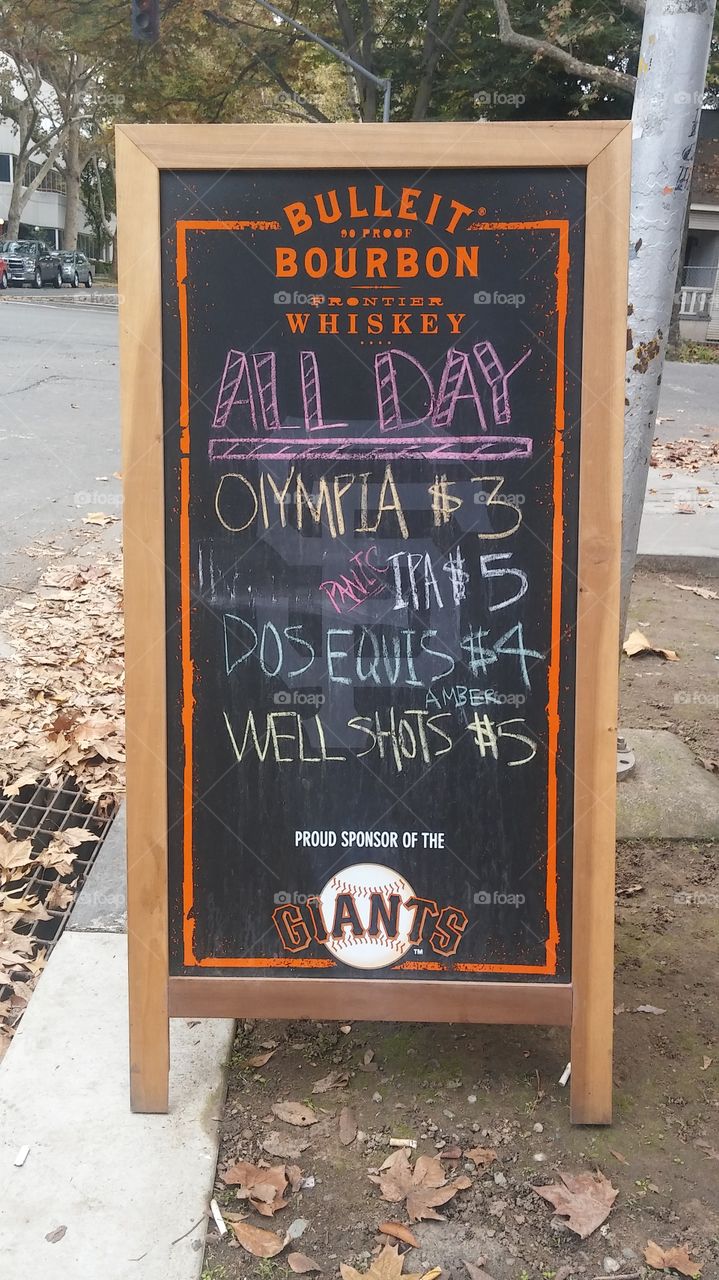 BULLEIT®
90 PROOF
BOURBON
FRONTIER
WHISKEY
ALL DAY
OLYMPIA $3
PANIC IPA $5
DOS EQUIS $4
AMBER
WELL SHOTS $5
PROUD SPONSOR OF THE
GIANTS™